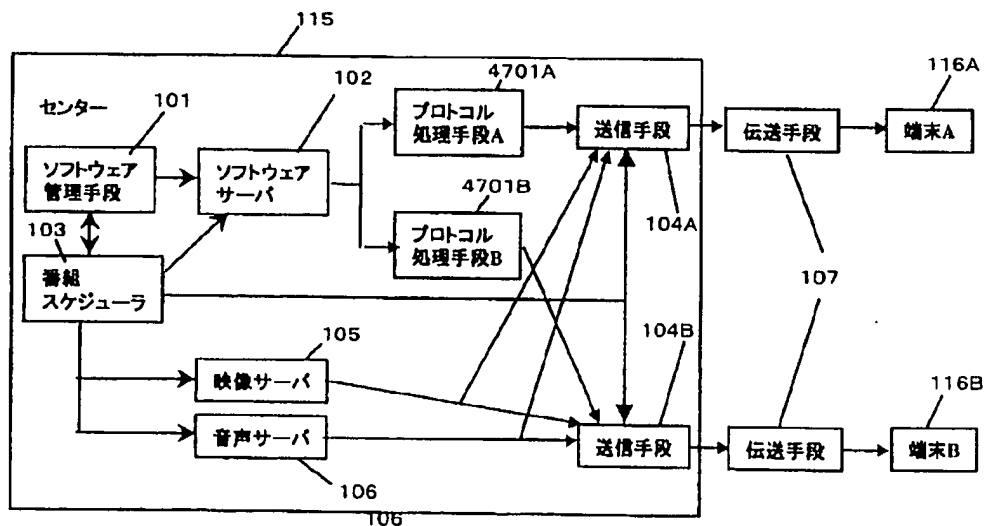 115
センター
101
102
4701A
116A
ソフトウェア
管理手段
ソフトウェア
サーバ
プロトコル
処理手段A
送信手段
伝送手段
端末A
4701B
104A
プロトコル
処理手段B
103
番組
スケジューラ
107
105
104B
映像サーバ
116B
音声サーバ
送信手段
伝送手段
端末B
106
106